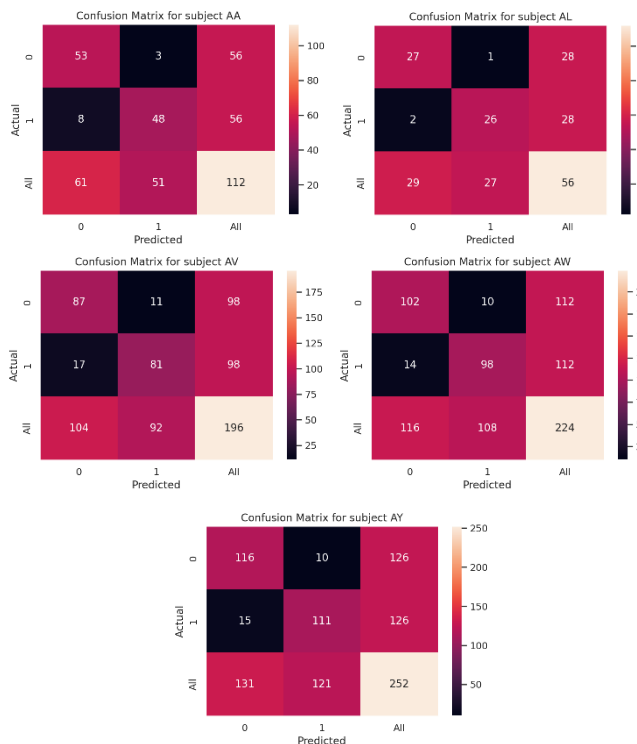 Confusion Matrix for subject AA
0 53 3 56
Actual
1 8 48 56
All 61 51 112
0 1 All
Predicted
100
80
60
40
20
Confusion Matrix for subject AL
0 27 1 28
Actual
1 2 26 28
All 29 27 56
0 1 All
Predicted
Confusion Matrix for subject AV
0 87 11 98
Actual
1 17 81 98
All 104 92 196
0 1 All
Predicted
175
150
125
100
75
50
25
Confusion Matrix for subject AW
0 102 10 112
Actual
1 14 98 112
All 116 108 224
0 1 All
Predicted
Confusion Matrix for subject AY
0 116 10 126
Actual
1 15 111 126
All 131 121 252
0 1 All
Predicted
250
200
150
100
50